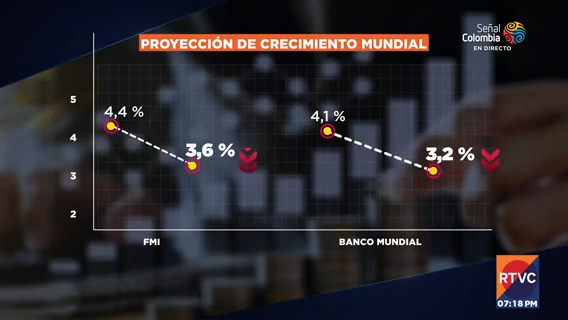 Señal
Colombia
EN DIRECTO
PROYECCIÓN DE CRECIMIENTO MUNDIAL
5
4
3
2
4,4 %
3,6 %
4,1 %
3,2 %
FMI
BANCO MUNDIAL
RTVC
07:18 PM